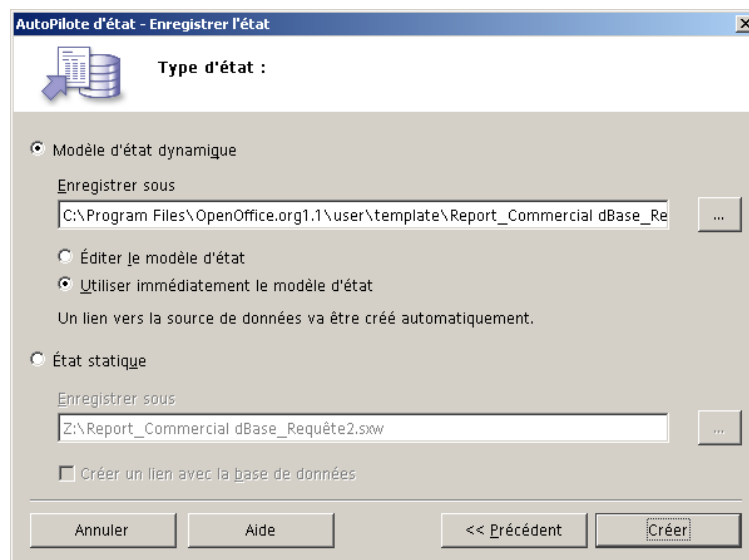 AutoPilote d'état - Enregistrer l'état
Type d'état :
Modèle d'état dynamique
Enregistrer sous
C:\Program Files\OpenOffice.org1.1\user\template\Report_Commercial dBase_Re
...
Éditer le modèle d'état
Utiliser immédiatement le modèle d'état
Un lien vers la source de données va être créé automatiquement.
État statique
Enregistrer sous
Z:\Report_Commercial dBase_Requête2.sxw
...
Créer un lien avec la base de données
Annuler
Aide
<< Précédent
Créer